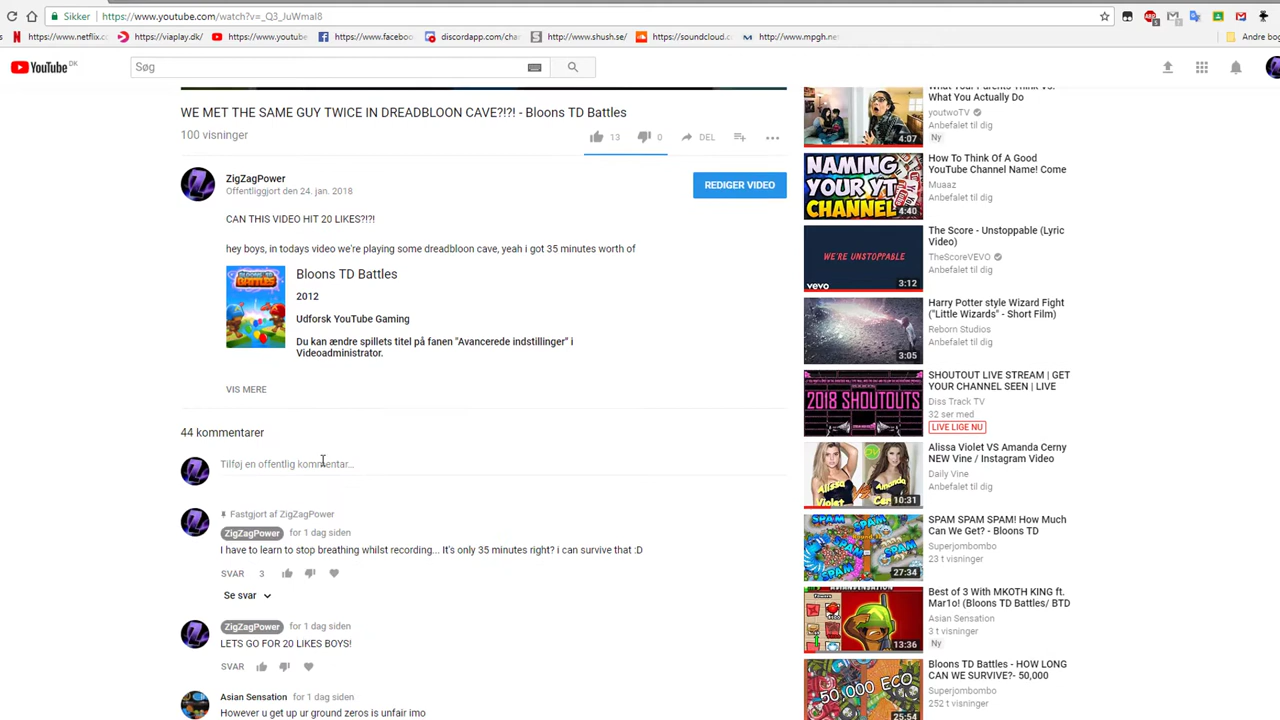 Sikker
https://www.youtube.com/watch?v=_Q3_JuWmaI8
https://www.netflix.c
https://viaplay.dk/
https://www.youtube
https://www.faceboo
discordapp.com/chan
http://www.shush.se/
https://soundcloud.c
http://www.mpgh.ne
Andre bog
YouTube DK
Søg
WE MET THE SAME GUY TWICE IN DREADBLOON CAVE?!?! - Bloons TD Battles
100 visninger
13
0
DEL
ZigZagPower
Offentliggjort den 24. jan. 2018
REDIGER VIDEO
CAN THIS VIDEO HIT 20 LIKES?!?!
hey boys, in todays video we're playing some dreadbloon cave, yeah i got 35 minutes worth of
Bloons TD Battles
2012
Udforsk YouTube Gaming
Du kan ændre spillets titel på fanen "Avancerede indstillinger" i
Videoadministrator.
VIS MERE
44 kommentarer
Tilføj en offentlig kommentar...
Fastgjort af ZigZagPower
ZigZagPower for 1 dag siden
I have to learn to stop breathing whilst recording... It's only 35 minutes right? i can survive that :D
SVAR 3
Se svar
ZigZagPower for 1 dag siden
LETS GO FOR 20 LIKES BOYS!
SVAR
Asian Sensation for 1 dag siden
However u get up ur ground zeros is unfair imo
What Your Parents Think Vs.
What You Actually Do
youtwoTV
Anbefalet til dig
Ny
4:07
NAMING
YOUR YT
CHANNEL
4:40
How To Think Of A Good
YouTube Channel Name! Come
Muaaz
Anbefalet til dig
WE'RE UNSTOPPABLE
vevo
3:12
The Score - Unstoppable (Lyric
Video)
TheScoreVEVO
Anbefalet til dig
3:05
Harry Potter style Wizard Fight
("Little Wizards" - Short Film)
Reborn Studios
Anbefalet til dig
2018 SHOUTOUTS
SHOUTOUT LIVE STREAM | GET
YOUR CHANNEL SEEN | LIVE
Diss Track TV
32 ser med
LIVE LIGE NU
Alissa
Violet
VS
Amanda
Cerny
10:31
Alissa Violet VS Amanda Cerny
NEW Vine / Instagram Video
Daily Vine
Anbefalet til dig
SPAM SPAM SPAM
27:34
SPAM SPAM SPAM! How Much
Can We Get? - Bloons TD
Superjombombo
23 t visninger
13:36
Best of 3 With MKOTH KING ft.
Mar1o! (Bloons TD Battles/ BTD
Asian Sensation
3 t visninger
Ny
50,000 ECO
25:54
Bloons TD Battles - HOW LONG
CAN WE SURVIVE?- 50,000
Superjombombo
252 t visninger